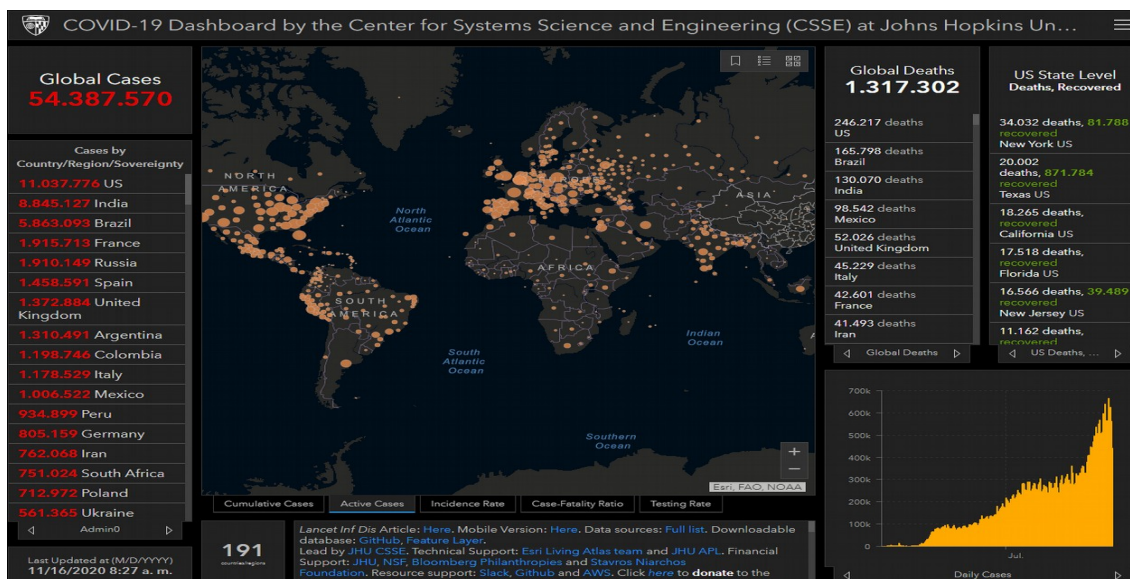 COVID-19 Dashboard by the Center for Systems Science and Engineering (CSSE) at Johns Hopkins Un...
Global Cases
54.387.570
Cases by
Country/Region/Sovereignty
11.037.776 US
8.845.127 India
5.863.093 Brazil
1.915.713 France
1.910.149 Russia
1.458.591 Spain
1.372.884 United
Kingdom
1.310.491 Argentina
1.198.746 Colombia
1.178.529 Italy
1.006.522 Mexico
934.899 Peru
805.159 Germany
762.068 Iran
751.024 South Africa
712.972 Poland
561.365 Ukraine
Admin0
Last Updated at (M/D/YYYY)
11/16/2020 8:27 a. m.
NORTH
AMERICA
North
Atlantic
Ocean
EUROPE
ASIA
AFRICA
SOUTH
AMERICA
South
Atlantic
Ocean
Indian
Ocean
Southern
Ocean
+
−
Esri, FAO, NOAA
Cumulative Cases
Active Cases
Incidence Rate
Case-Fatality Ratio
Testing Rate
191
countries/regions
Lancet Inf Dis Article: Here. Mobile Version: Here. Data sources: Full list. Downloadable
database: GitHub, Feature Layer.
Lead by JHU CSSE. Technical Support: Esri Living Atlas team and JHU APL. Financial
Support: JHU, NSF, Bloomberg Philanthropies and Stavros Niarchos
Foundation. Resource support: Slack, Github and AWS. Click here to donate to the
Global Deaths
1.317.302
246.217 deaths
US
165.798 deaths
Brazil
130.070 deaths
India
98.542 deaths
Mexico
52.026 deaths
United Kingdom
45.229 deaths
Italy
42.601 deaths
France
41.493 deaths
Iran
Global Deaths
US State Level
Deaths, Recovered
34.032 deaths, 81.788
recovered
New York US
20.002
deaths, 871.784
recovered
Texas US
18.265 deaths,
recovered
California US
17.518 deaths,
recovered
Florida US
16.566 deaths, 39.489
recovered
New Jersey US
11.162 deaths,
recovered
US Deaths, ...
700k
600k
500k
400k
300k
200k
100k
0
Jul.
Daily Cases